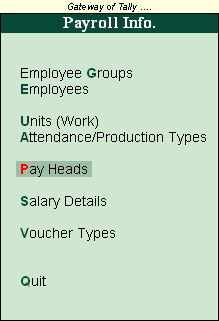 Gateway of Tally ....
Payroll Info.
Employee Groups
Employees
Units (Work)
Attendance/Production Types
Pay Heads
Salary Details
Voucher Types
Quit